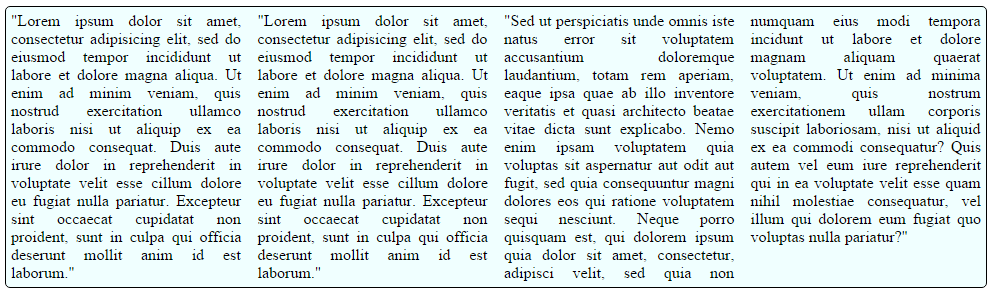 "Lorem ipsum dolor sit amet,
consectetur adipisicing elit, sed do
eiusmod tempor incididunt ut
labore et dolore magna aliqua. Ut
enim ad minim veniam, quis
nostrud exercitation ullamco
laboris nisi ut aliquip ex ea
commodo consequat. Duis aute
irure dolor in reprehenderit in
voluptate velit esse cillum dolore
eu fugiat nulla pariatur. Excepteur
sint occaecat cupidatat non
proident, sunt in culpa qui officia
deserunt mollit anim id est
laborum."
"Lorem ipsum dolor sit amet,
consectetur adipisicing elit, sed do
eiusmod tempor incididunt ut
labore et dolore magna aliqua. Ut
enim ad minim veniam, quis
nostrud exercitation ullamco
laboris nisi ut aliquip ex ea
commodo consequat. Duis aute
irure dolor in reprehenderit in
voluptate velit esse cillum dolore
eu fugiat nulla pariatur. Excepteur
sint occaecat cupidatat non
proident, sunt in culpa qui officia
deserunt mollit anim id est
laborum."
"Sed ut perspiciatis unde omnis iste
natus error sit voluptatem
accusantium doloremque
laudantium, totam rem aperiam,
eaque ipsa quae ab illo inventore
veritatis et quasi architecto beatae
vitae dicta sunt explicabo. Nemo
enim ipsam voluptatem quia
voluptas sit aspernatur aut odit aut
fugit, sed quia consequuntur magni
dolores eos qui ratione voluptatem
sequi nesciunt. Neque porro
quisquam est, qui dolorem ipsum
quia dolor sit amet, consectetur,
adipisci velit, sed quia non
numquam eius modi tempora
incidunt ut labore et dolore
magnam aliquam quaerat
voluptatem. Ut enim ad minima
veniam, quis nostrum
exercitationem ullam corporis
suscipit laboriosam, nisi ut aliquid
ex ea commodi consequatur? Quis
autem vel eum iure reprehenderit
qui in ea voluptate velit esse quam
nihil molestiae consequatur, vel
illum qui dolorem eum fugiat quo
voluptas nulla pariatur?"